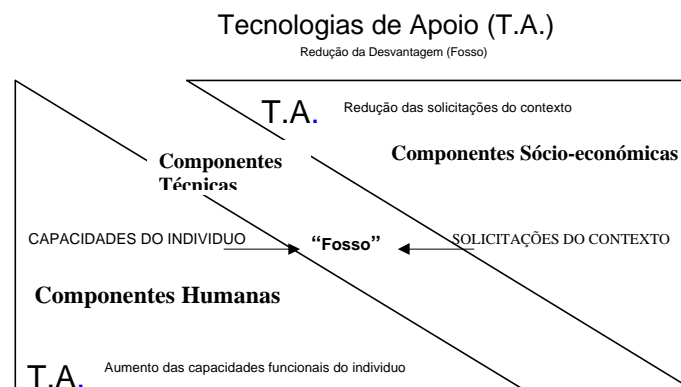 Tecnologias de Apoio (T.A.)
Redução da Desvantagem (Fosso)
T.A.
Redução das solicitações do contexto
Componentes
Técnicas
Componentes Sócio-económicas
CAPACIDADES DO INDIVIDUO
“Fosso”
SOLICITAÇÕES DO CONTEXTO
Componentes Humanas
T.A.
Aumento das capacidades funcionais do individuo